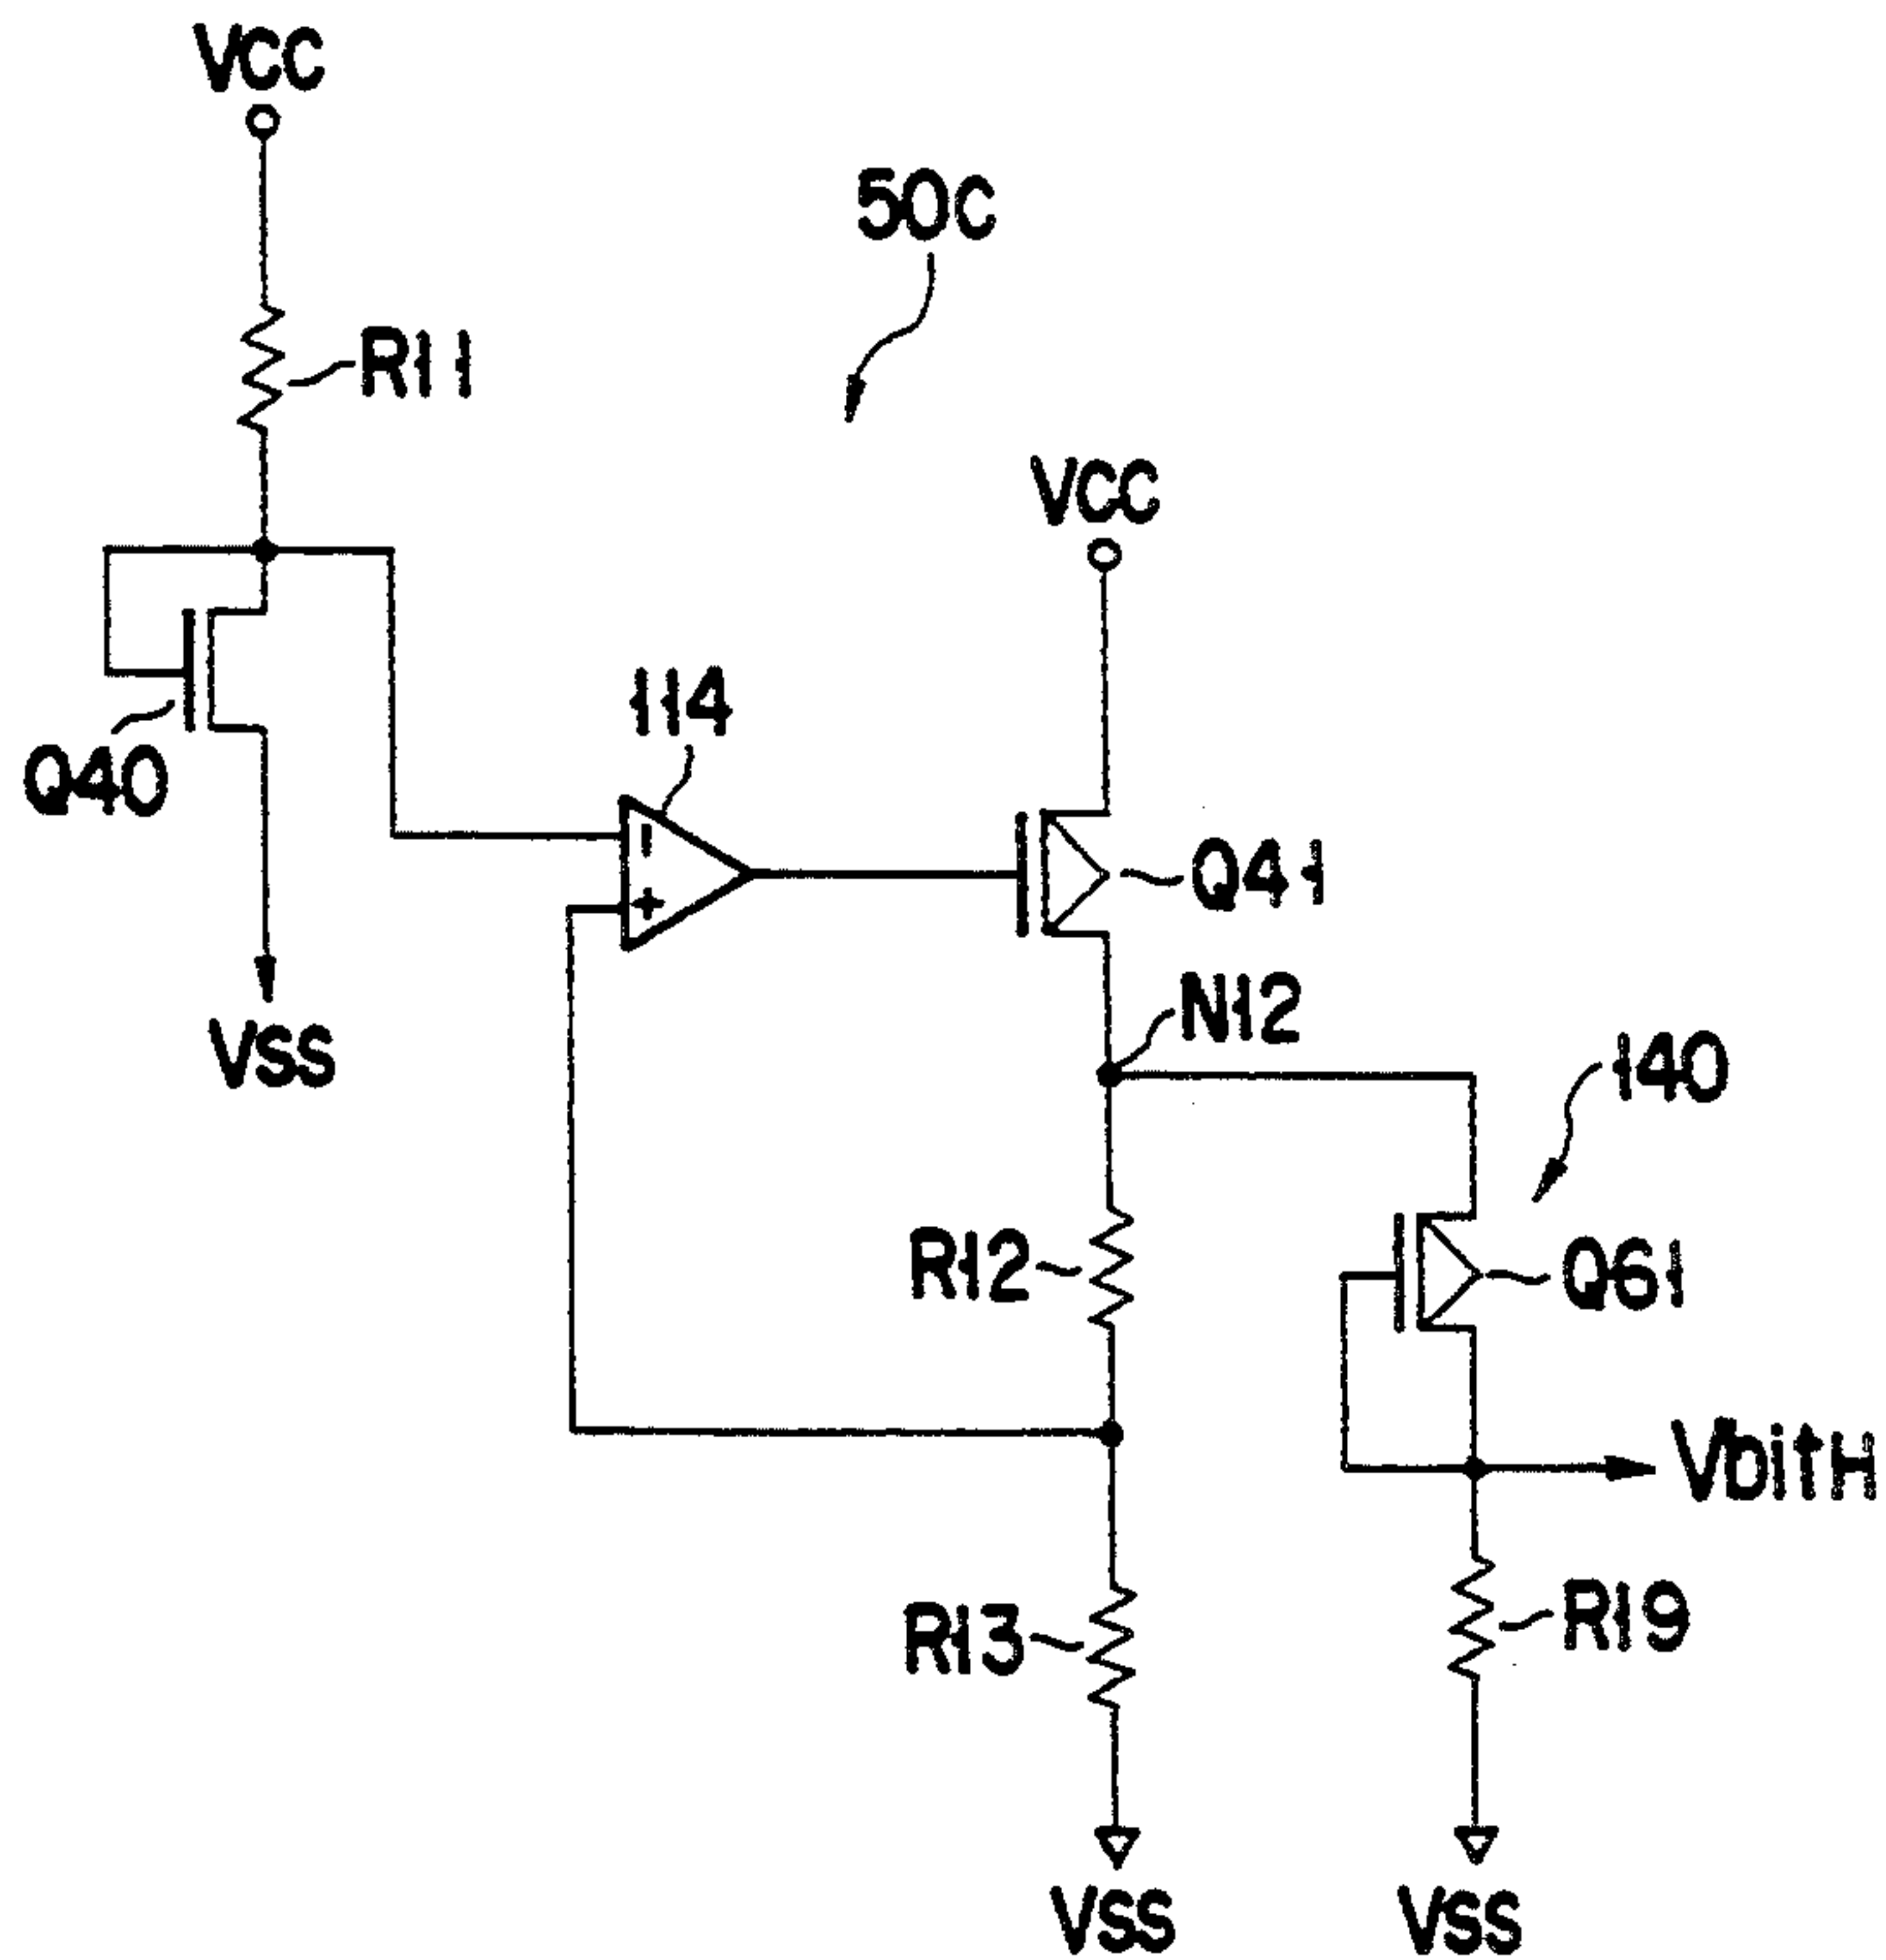 VCC
50C
R11
VCC
114
Q40
Q41
N12
VSS
140
-
+
R12
Q61
VbitH
R13
R19
VSS
VSS